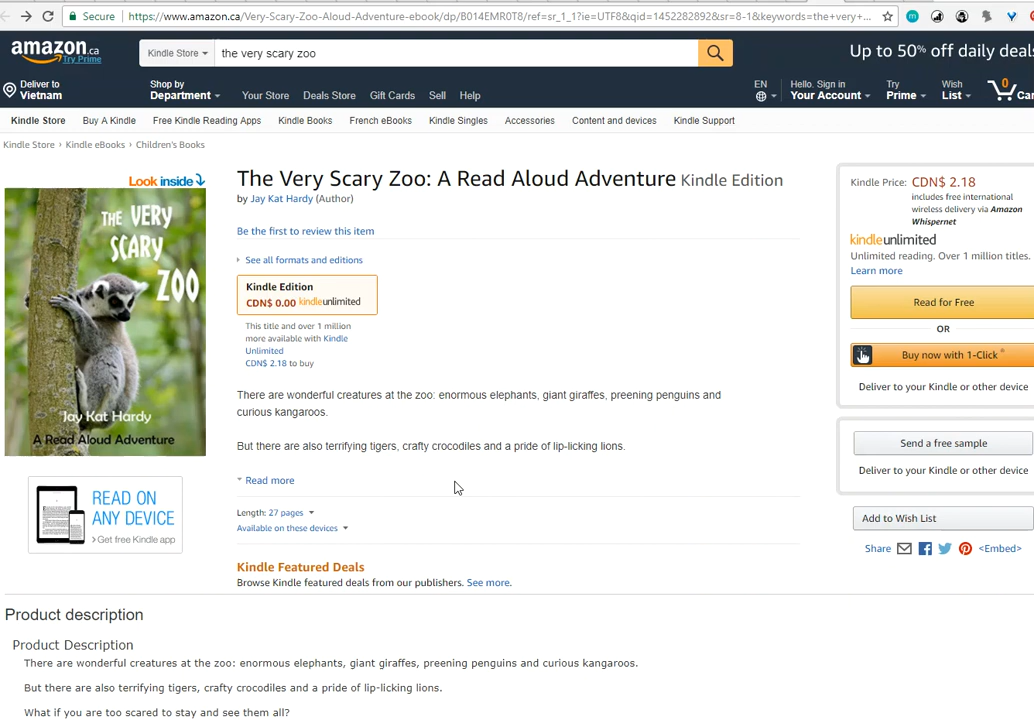 Secure https://www.amazon.ca/Very-Scary-Zoo-Aloud-Adventure-ebook/dp/B014EMR0T8/ref=sr_1_1?ie=UTF8&qid=1452282892&sr=8-1&keywords=the+very+...
amazon.ca
Try Prime
Kindle Store
the very scary zoo
Up to 50% off daily deal
Deliver to
Vietnam
Shop by
Department
Your Store
Deals Store
Gift Cards
Sell
Help
EN
Hello. Sign in
Your Account
Try
Prime
Wish
List
0
Car
Kindle Store
Buy A Kindle
Free Kindle Reading Apps
Kindle Books
French eBooks
Kindle Singles
Accessories
Content and devices
Kindle Support
Kindle Store › Kindle eBooks › Children's Books
Look inside
THE VERY
SCARY
ZOO
Jay Kat Hardy
A Read Aloud Adventure
READ ON
ANY DEVICE
›Get free Kindle app
The Very Scary Zoo: A Read Aloud Adventure Kindle Edition
by Jay Kat Hardy (Author)
Be the first to review this item
See all formats and editions
Kindle Edition
CDN$ 0.00 kindleunlimited
This title and over 1 million
more available with Kindle
Unlimited
CDN$ 2.18 to buy
There are wonderful creatures at the zoo: enormous elephants, giant giraffes, preening penguins and
curious kangaroos.
But there are also terrifying tigers, crafty crocodiles and a pride of lip-licking lions.
Read more
Length: 27 pages
Available on these devices
Kindle Featured Deals
Browse Kindle featured deals from our publishers. See more.
Kindle Price: CDN$ 2.18
includes free international
wireless delivery via Amazon
Whispernet
kindleunlimited
Unlimited reading. Over 1 million titles.
Learn more
Read for Free
OR
Buy now with 1-Click®
Deliver to your Kindle or other device
Send a free sample
Deliver to your Kindle or other device
Add to Wish List
Share <Embed>
Product description
Product Description
There are wonderful creatures at the zoo: enormous elephants, giant giraffes, preening penguins and curious kangaroos.
But there are also terrifying tigers, crafty crocodiles and a pride of lip-licking lions.
What if you are too scared to stay and see them all?